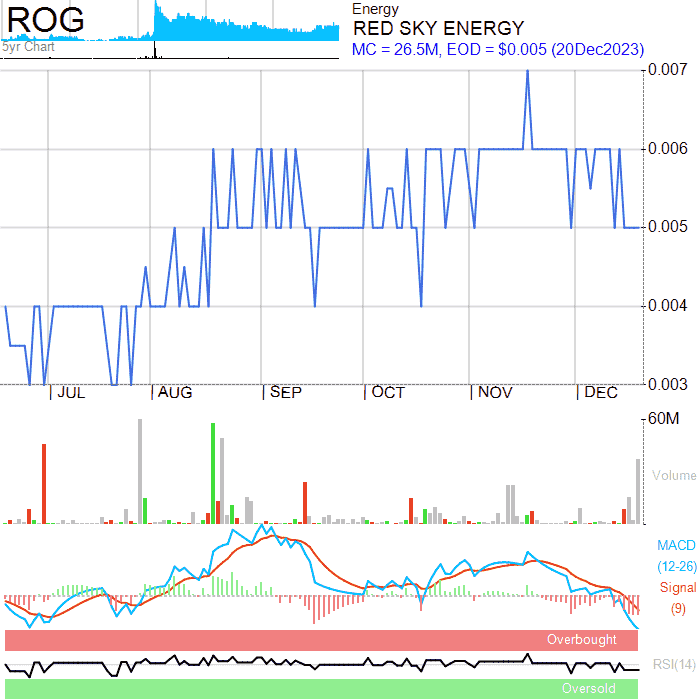 ROG
5yr Chart
Energy
RED SKY ENERGY
MC = 26.5M, EOD = $0.005 (20Dec2023)
0.007
0.006
0.005
0.004
0.003
JUL
AUG
SEP
OCT
NOV
DEC
60M
Volume
MACD
(12-26)
Signal
(9)
Overbought
RSI(14)
Oversold